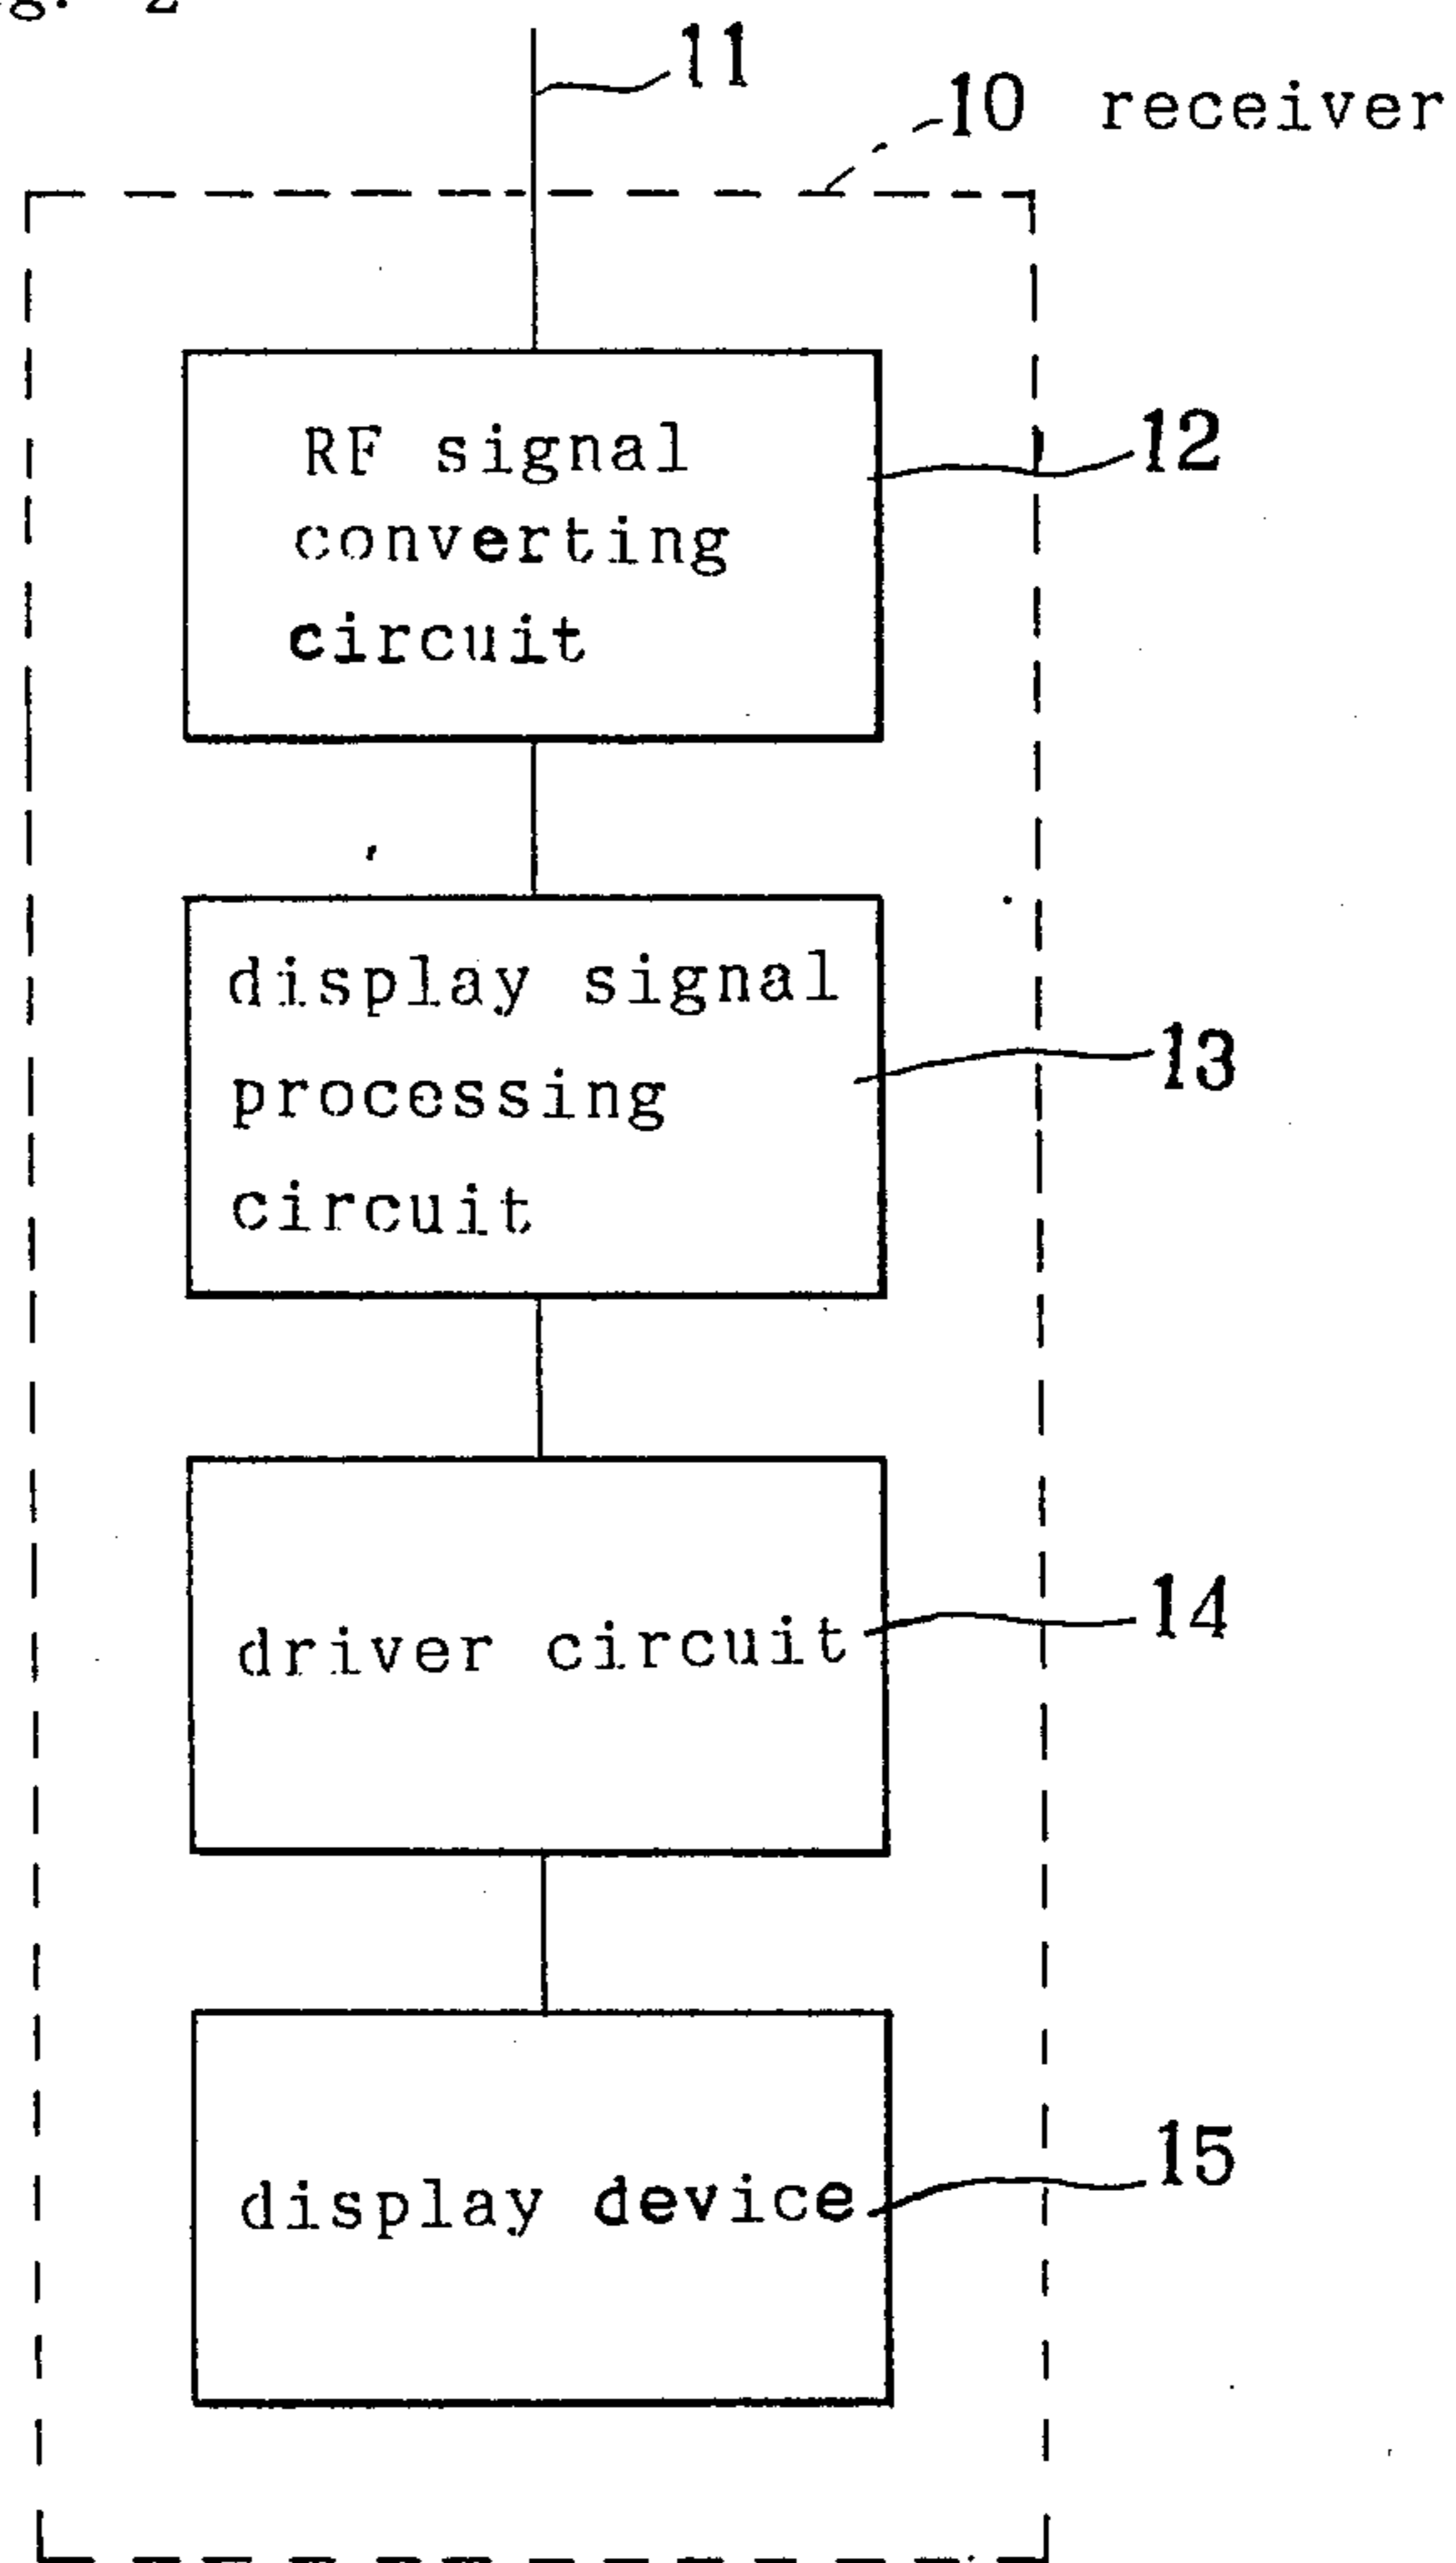 g. 2
11
10 receiver
RF signal
converting
circuit
12
display signal
processing
circuit
13
driver circuit
14
display device
15